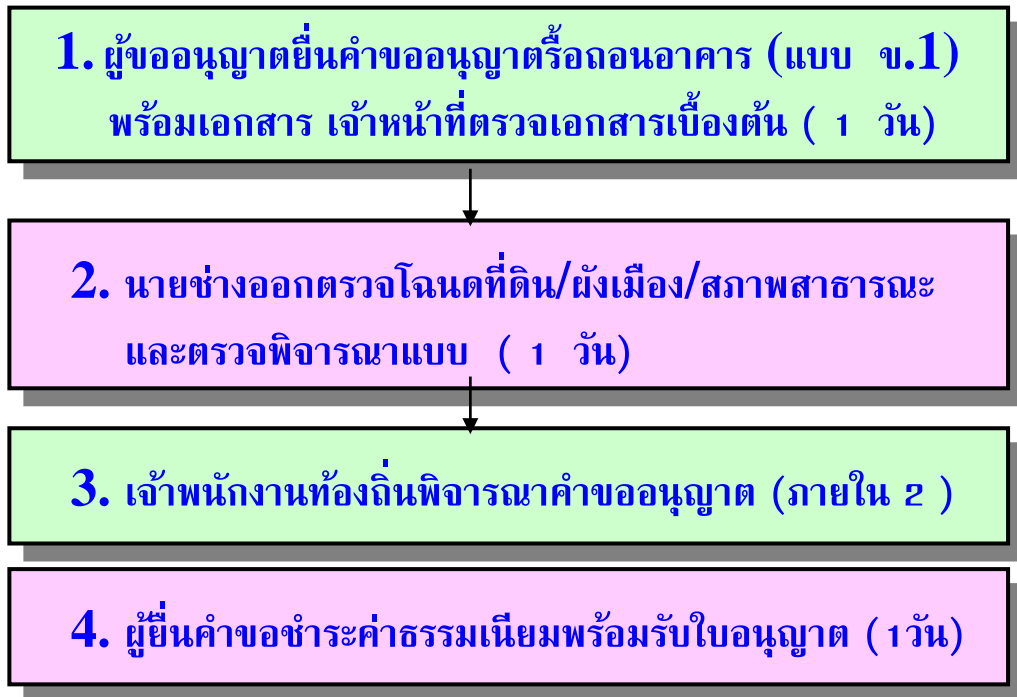 1. ผู้ขออนุญาตยื่นคำขออนุญาตรื้อถอนอาคาร (แบบ ข.1)
พร้อมเอกสาร เจ้าหน้าที่ตรวจเอกสารเบื้องต้น ( 1 วัน)
2. นายช่างออกตรวจโฉนดที่ดิน/ผังเมือง/สภาพสาธารณะ
และตรวจพิจารณาแบบ ( 1 วัน)
3. เจ้าพนักงานท้องถิ่นพิจารณาคำขออนุญาต (ภายใน 2 )
4. ผู้ยื่นคำขอชำระค่าธรรมเนียมพร้อมรับใบอนุญาต (1วัน)